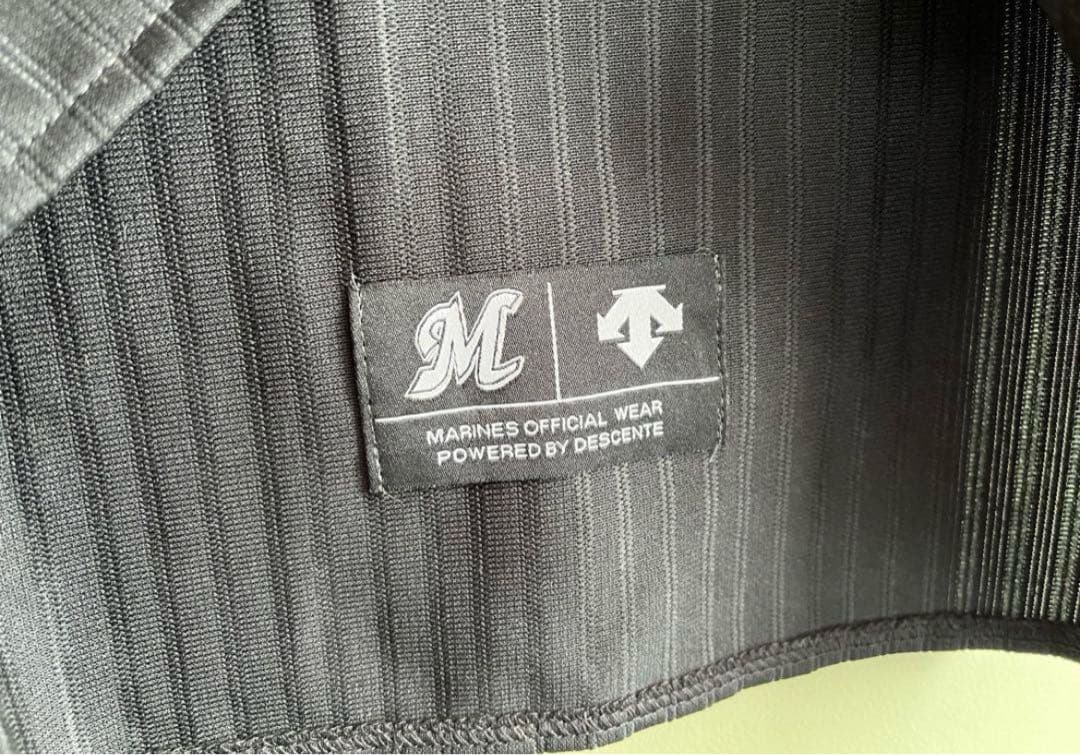 M
MARINES OFFICIAL WEAR
POWERED BY DESCENTE